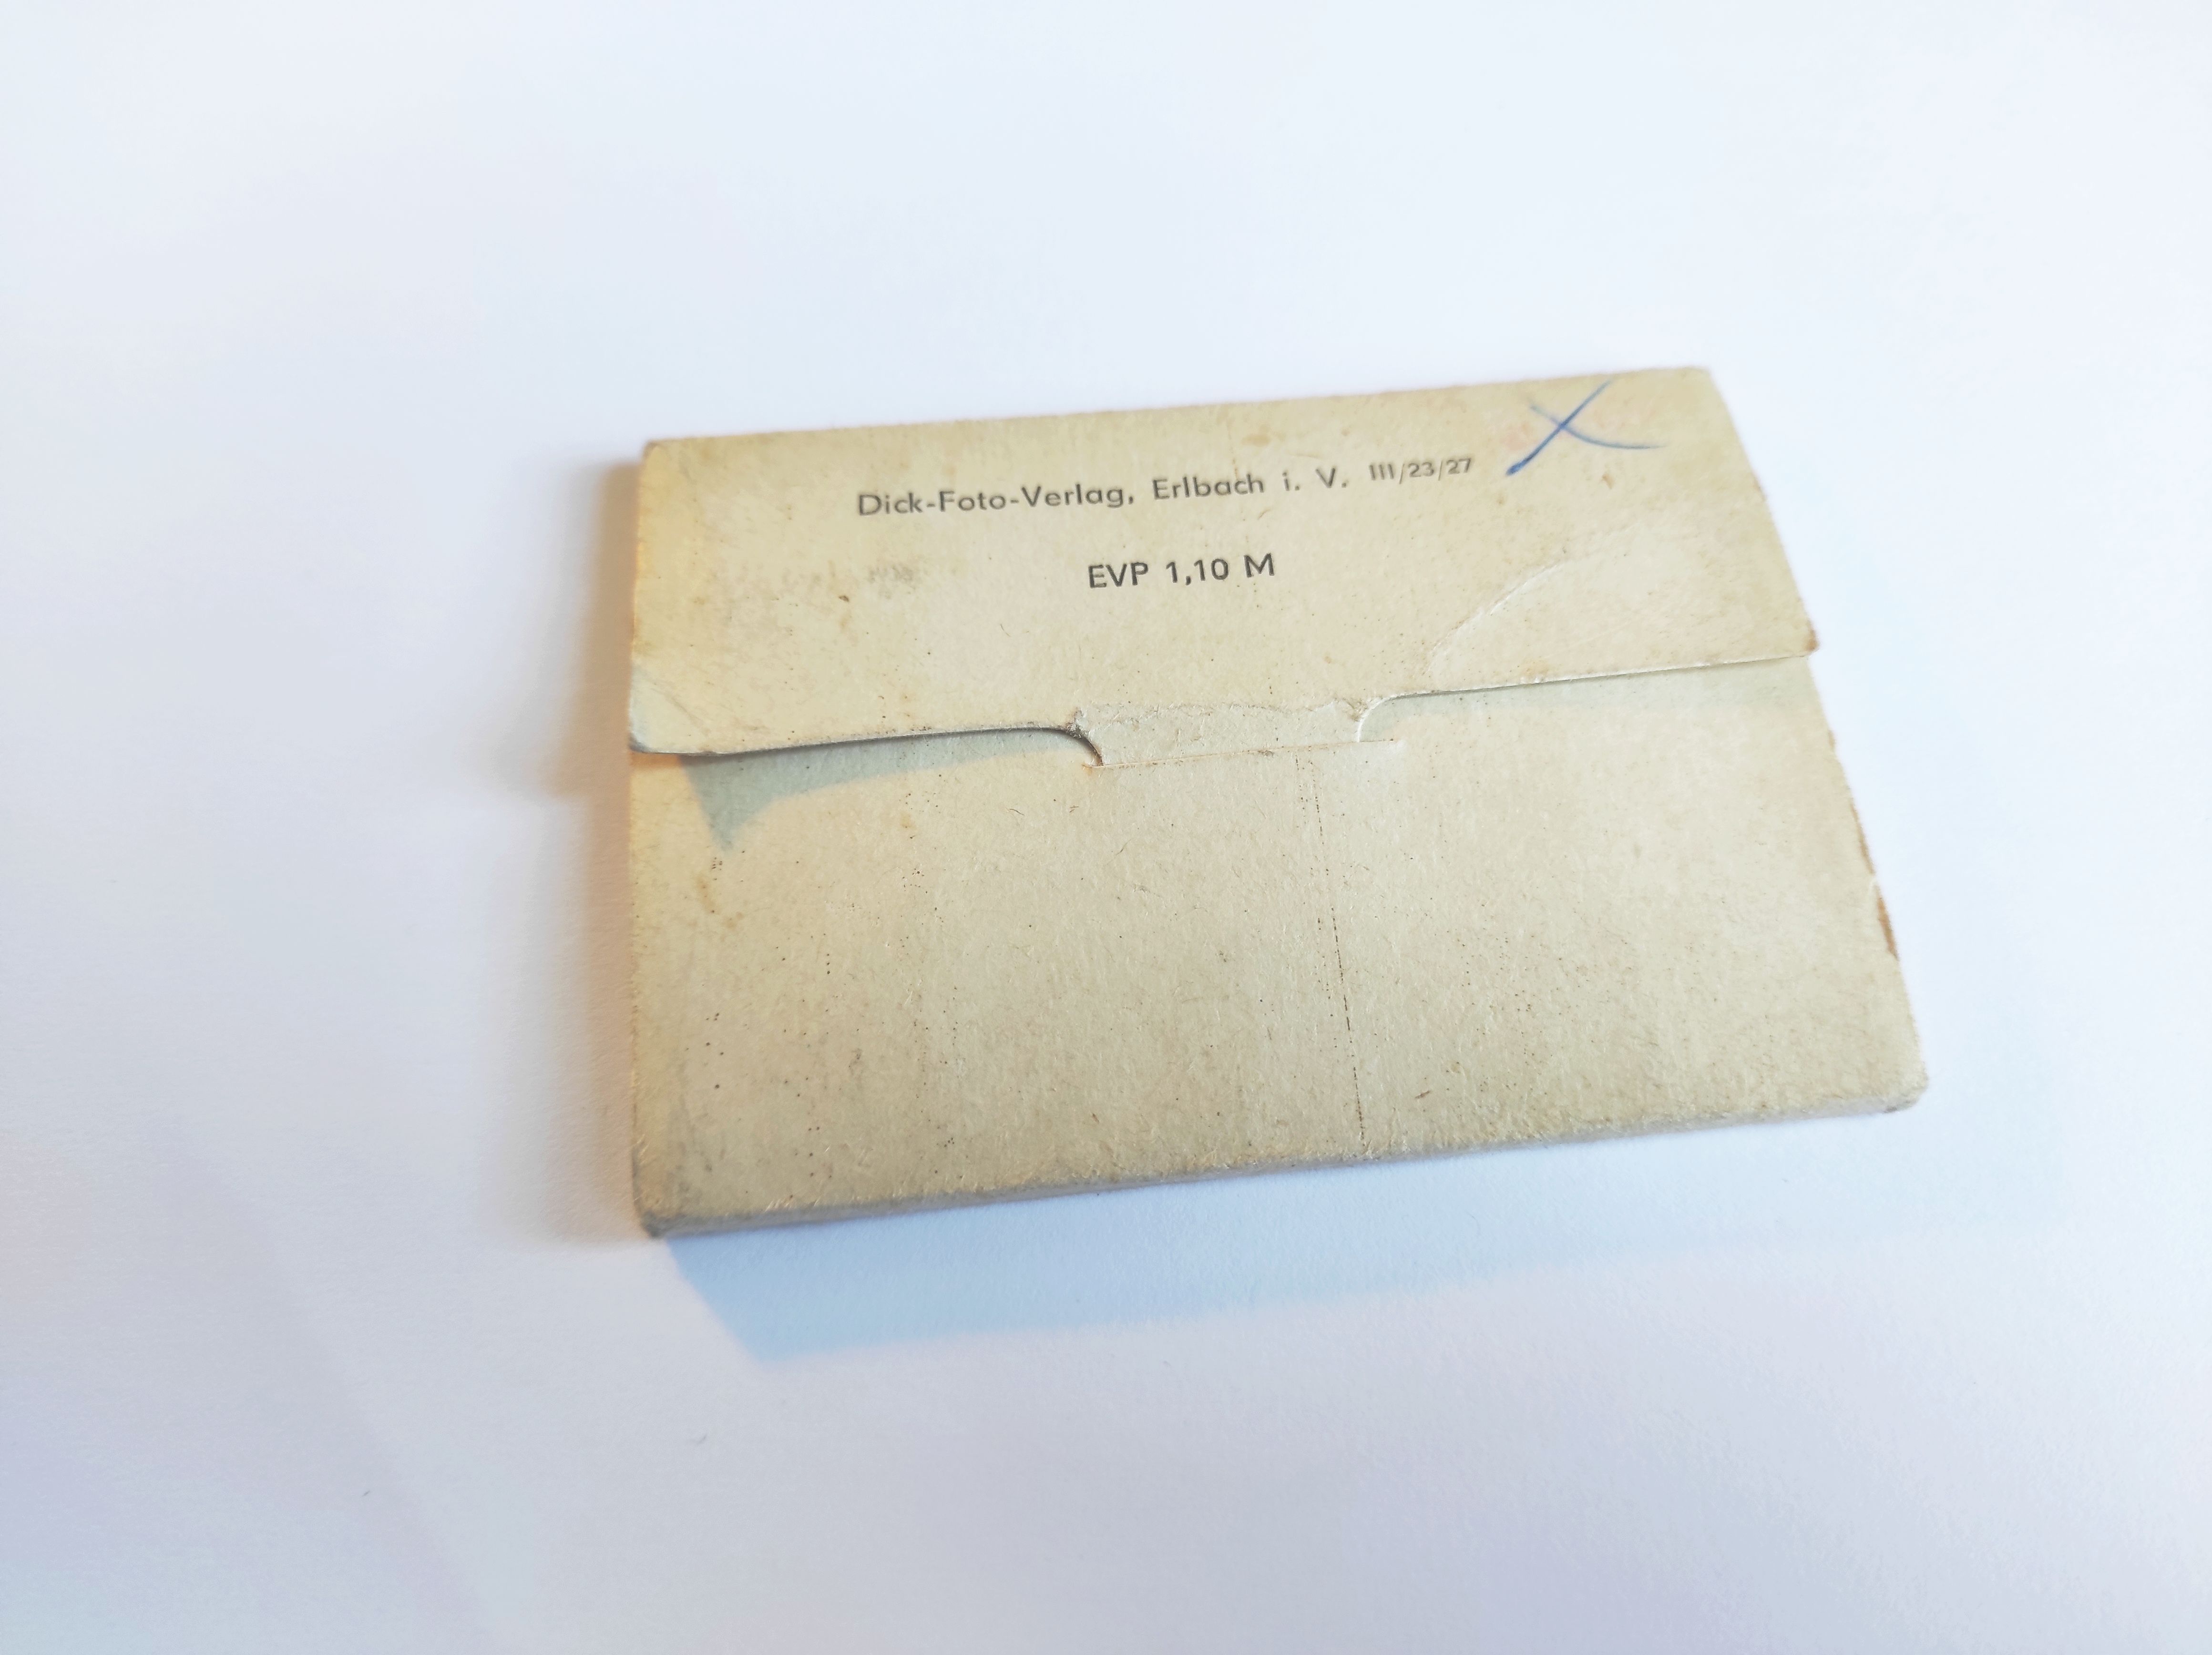 Dick-Foto-Verlag, Erlbach i. V. III/23/27
EVP 1,10 M